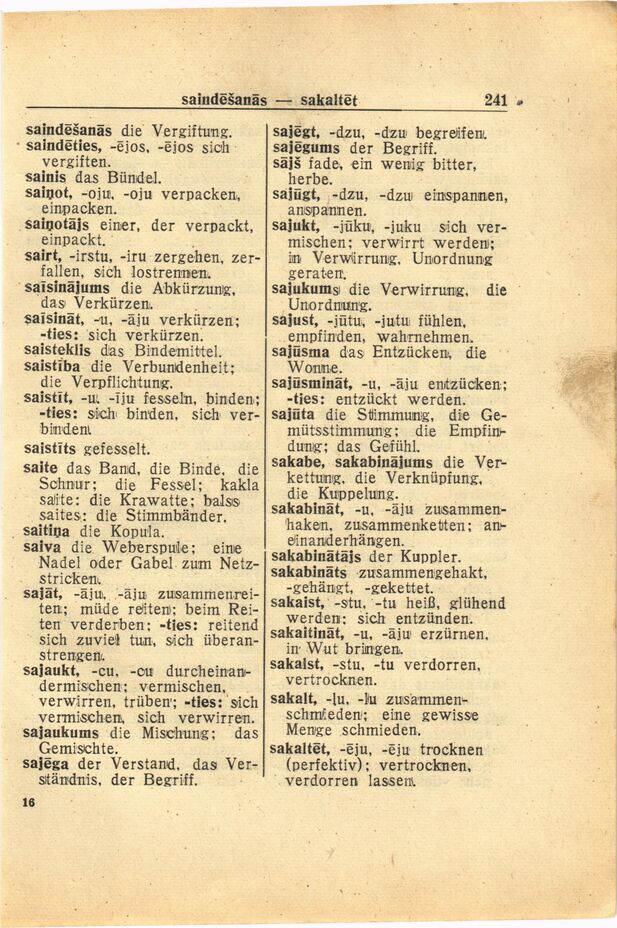 saindēšanās — sakaltēt 241
saindēšanās die Vergiftung.
saindēties, -ējos, -ējos sich
vergiften.
sainis das Bündel.
saiņot, -oju, -oju verpacken,
einpacken.
saiņotājs einer, der verpackt,
einpackt.
sairt, -irstu, -iru zergehen, zer-
fallen, sich lostrennen.
saīsinājums die Abkürzung,
das Verkürzen.
saīsināt, -u, -āju verkürzen;
-ties: sich verkürzen.
saisteklis das Bindemittel.
saistība die Verbundenheit;
die Verpflichtung.
saistīt, -u, -īju fesseln, binden;
-ties: sich binden, sich ver-
binden.
saistīts gefesselt.
saite das Band, die Binde, die
Schnur; die Fessel; kakla
saite: die Krawatte; balss
saites: die Stimmbänder.
saitiņa die Kopula.
saiva die Weberspule; eine
Nadel oder Gabel zum Netz-
stricken.
sajāt, -āju, -āju zusammenrei-
ten; müde reiten; beim Rei-
ten verderben; -ties: reitend
sich zuviel tun, sich überan-
strengen.
sajaukt, -cu, -cu durcheinan-
dermischen; vermischen,
verwirren, trüben; -ties: sich
vermischen, sich verwirren.
sajaukums die Mischung; das
Gemischte.
sajēga der Verstand, das Ver-
ständnis, der Begriff.
sajēgt, -dzu, -dzu begreifen.
sajēgums der Begriff.
sājš fade, ein wenig bitter,
herbe.
sajūgt, -dzu, -dzu einspannen,
anspannen.
sajukt, -jūku, -juku sich ver-
mischen; verwirrt werden;
in Verwirrung, Unordnung
geraten.
sajukums die Verwirrung, die
Unordnung.
sajust, -jūtu, -jutu fühlen,
empfinden, wahrnehmen.
sajūsma das Entzücken, die
Wonne.
sajūsmināt, -u, -āju entzücken;
-ties: entzückt werden.
sajūta die Stimmung, die Ge-
mütsstimmung; die Empfin-
dung; das Gefühl.
sakabe, sakabinājums die Ver-
kettung, die Verknüpfung,
die Kuppelung.
sakabināt, -u, -āju zusammen-
haken, zusammenketten; an-
einanderhängen.
sakabinātājs der Kuppler.
sakabināts zusammengehakt,
-gehängt, -gekettet.
sakaist, -stu, -tu heiß, glühend
werden; sich entzünden.
sakaitināt, -u, -āju erzürnen,
in Wut bringen.
sakalst, -stu, -tu verdorren,
vertrocknen.
sakalt, -ļu, -lu zusammen-
schmieden; eine gewisse
Menge schmieden.
sakaltēt, -ēju, -ēju trocknen
(perfektiv); vertrocknen,
verdorren lassen.
16